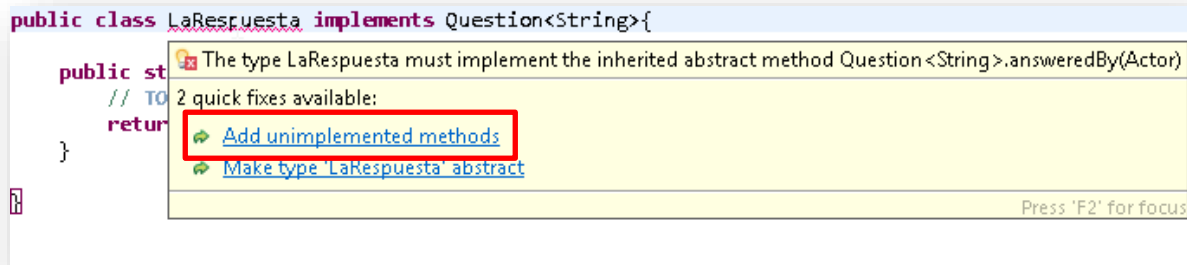 public class LaRespuesta implements Question<String>{
The type LaRespuesta must implement the inherited abstract method Question<String>.answeredBy(Actor)
public st
// TO
2 quick fixes available:
retur
Add unimplemented methods
}
Make type 'LaRespuesta' abstract
}
Press 'F2' for focus